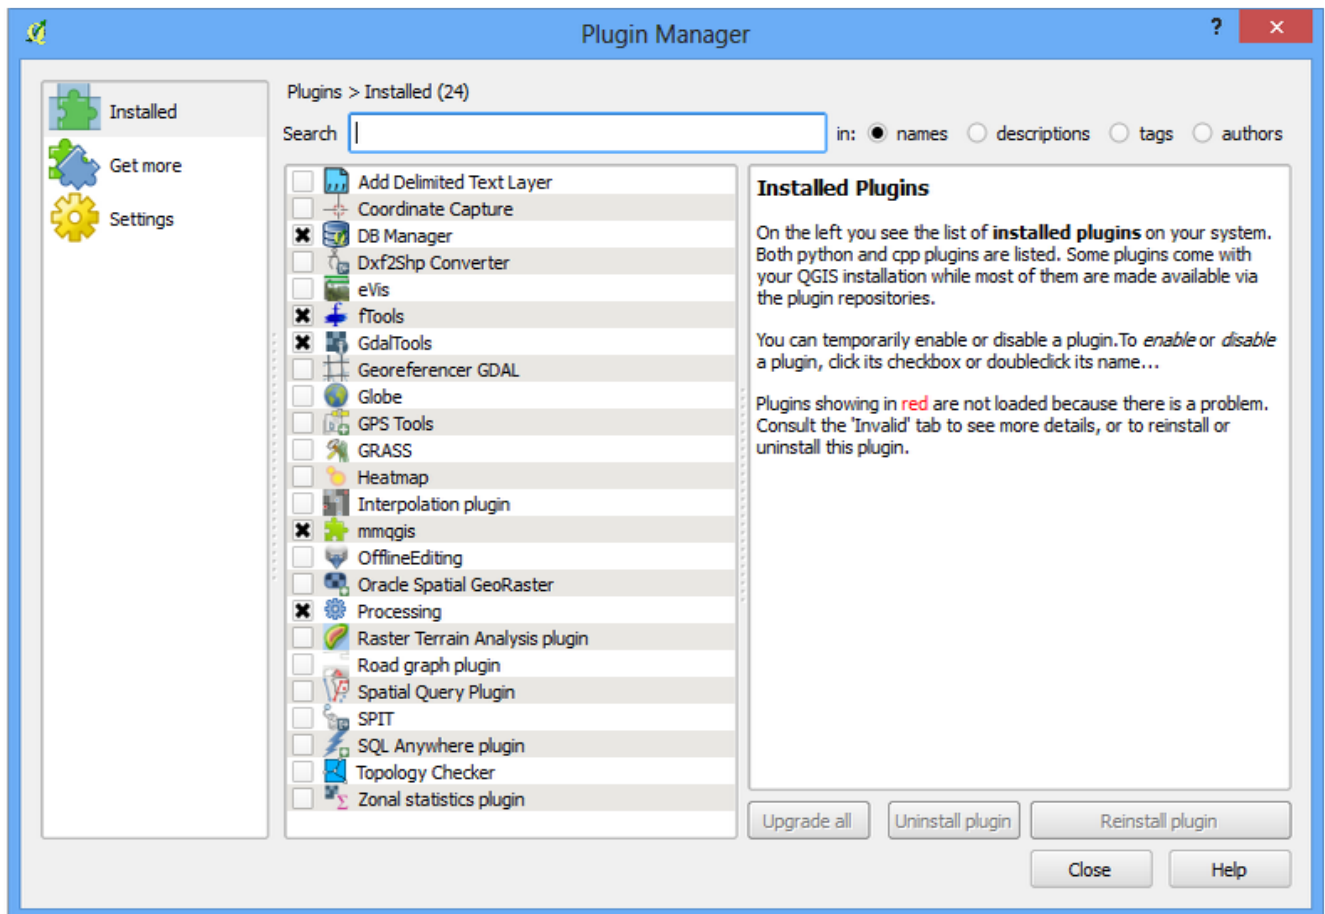 Plugin Manager
?
Installed
Get more
Settings
Plugins > Installed (24)
Search
in: names descriptions tags authors
Add Delimited Text Layer
Coordinate Capture
DB Manager
Dxf2Shp Converter
eVis
fTools
GdalTools
Georeferencer GDAL
Globe
GPS Tools
GRASS
Heatmap
Interpolation plugin
mmqgis
OfflineEditing
Oracle Spatial GeoRaster
Processing
Raster Terrain Analysis plugin
Road graph plugin
Spatial Query Plugin
SPIT
SQL Anywhere plugin
Topology Checker
Zonal statistics plugin
Installed Plugins
On the left you see the list of installed plugins on your system.
Both python and cpp plugins are listed. Some plugins come with
your QGIS installation while most of them are made available via
the plugin repositories.
You can temporarily enable or disable a plugin.To enable or disable
a plugin, click its checkbox or doubleclick its name...
Plugins showing in red are not loaded because there is a problem.
Consult the 'Invalid' tab to see more details, or to reinstall or
uninstall this plugin.
Upgrade all
Uninstall plugin
Reinstall plugin
Close
Help